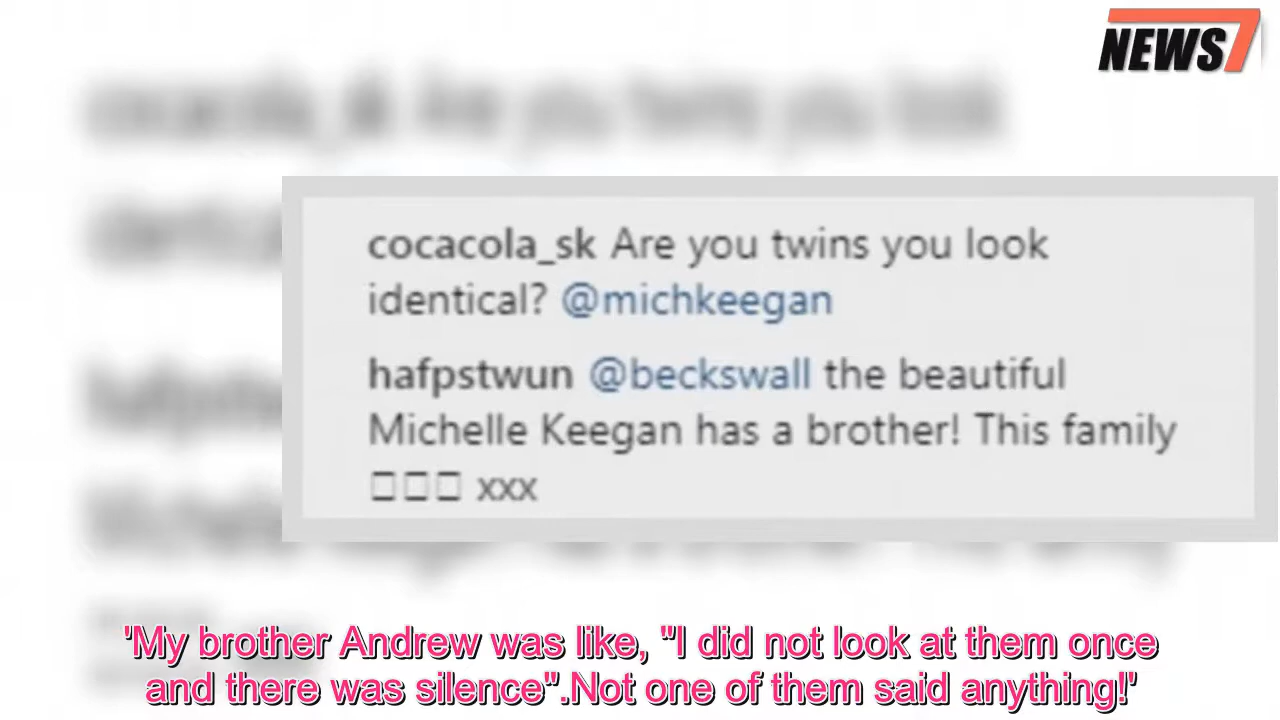 NEWS7
cocacola_sk Are you twins you look
identical? @michkeegan
hafpstwun @beckswall the beautiful
Michelle Keegan has a brother! This family
□□□ xxx
'My brother Andrew was like, "I did not look at them once
and there was silence".Not one of them said anything!'